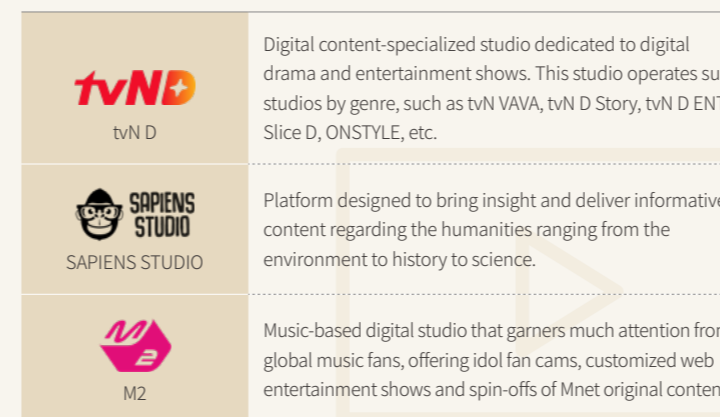 tvND
tvN D
Digital content-specialized studio dedicated to digital
drama and entertainment shows. This studio operates
studios by genre, such as tvN VAVA, tvN D Story, tvN D ENT
Slice D, ONSTYLE, etc.
SAPIENS
STUDIO
SAPIENS STUDIO
Platform designed to bring insight and deliver informative
content regarding the humanities ranging from the
environment to history to science.
M2
M2
Music-based digital studio that garners much attention from
global music fans, offering idol fan cams, customized web
entertainment shows and spin-offs of Mnet original